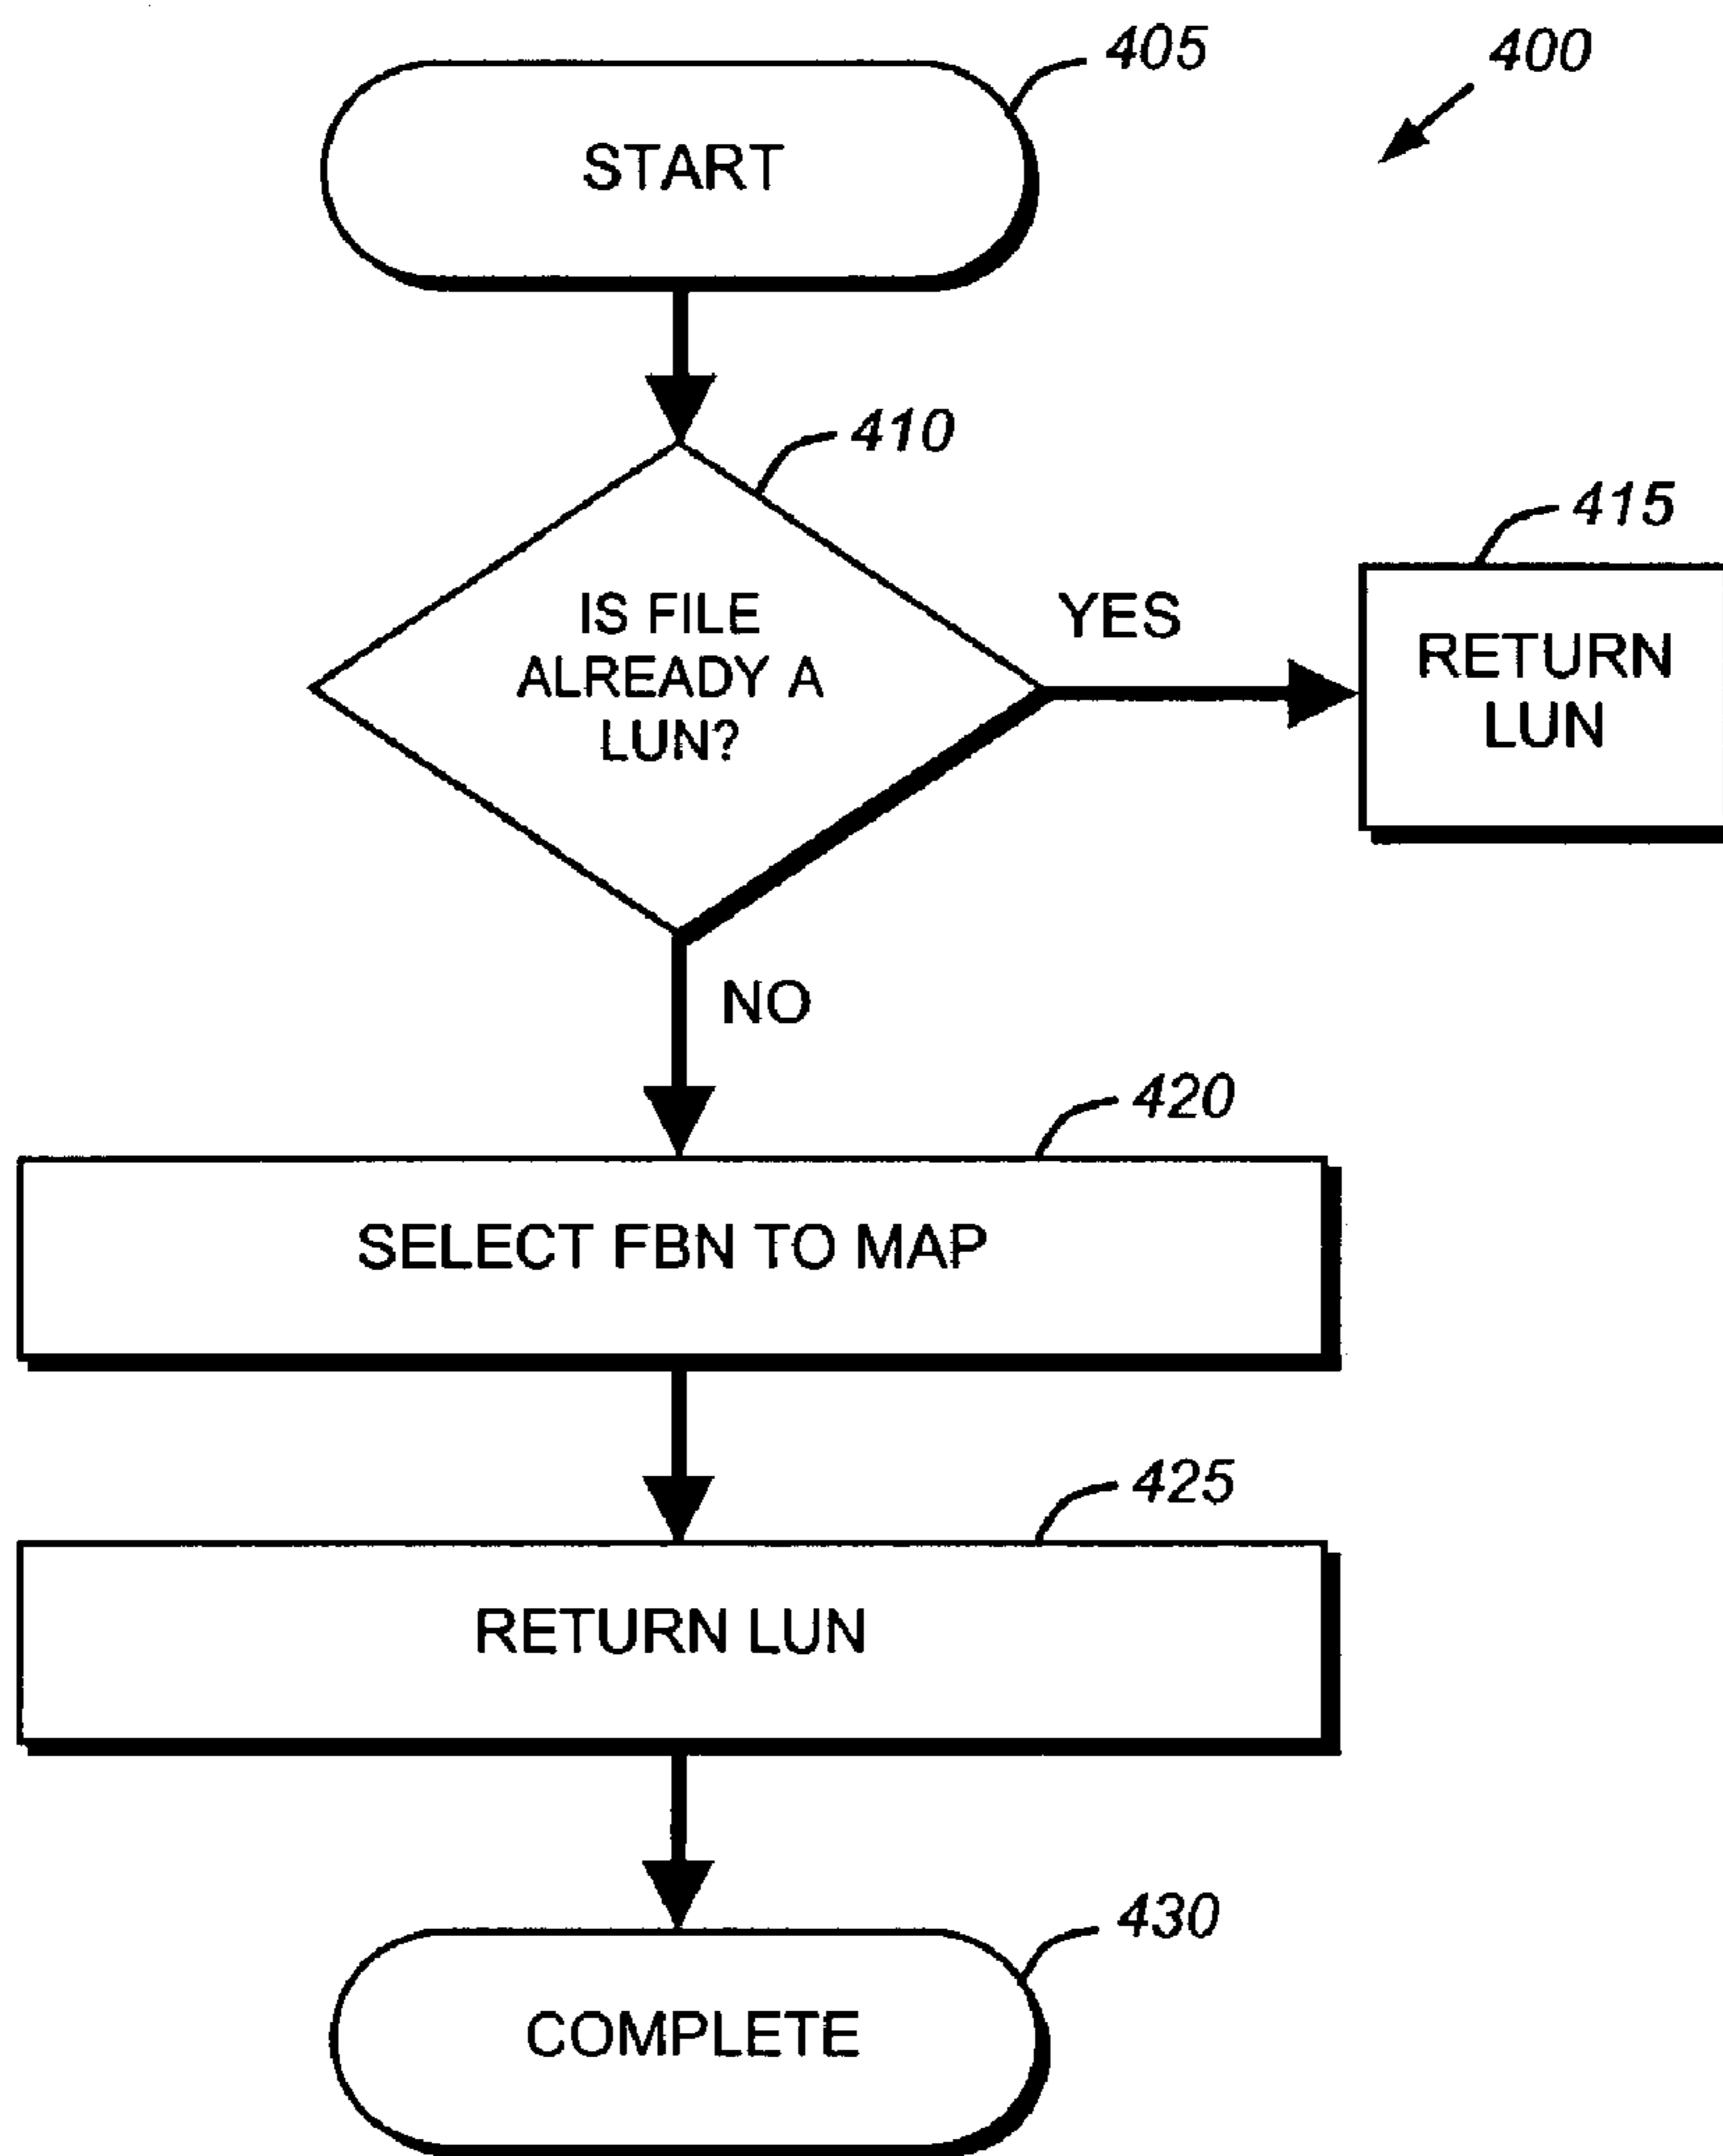 405
400
START
410
415
IS FILE
ALREADY A
LUN?
YES
RETURN
LUN
NO
420
SELECT FBN TO MAP
425
RETURN LUN
430
COMPLETE